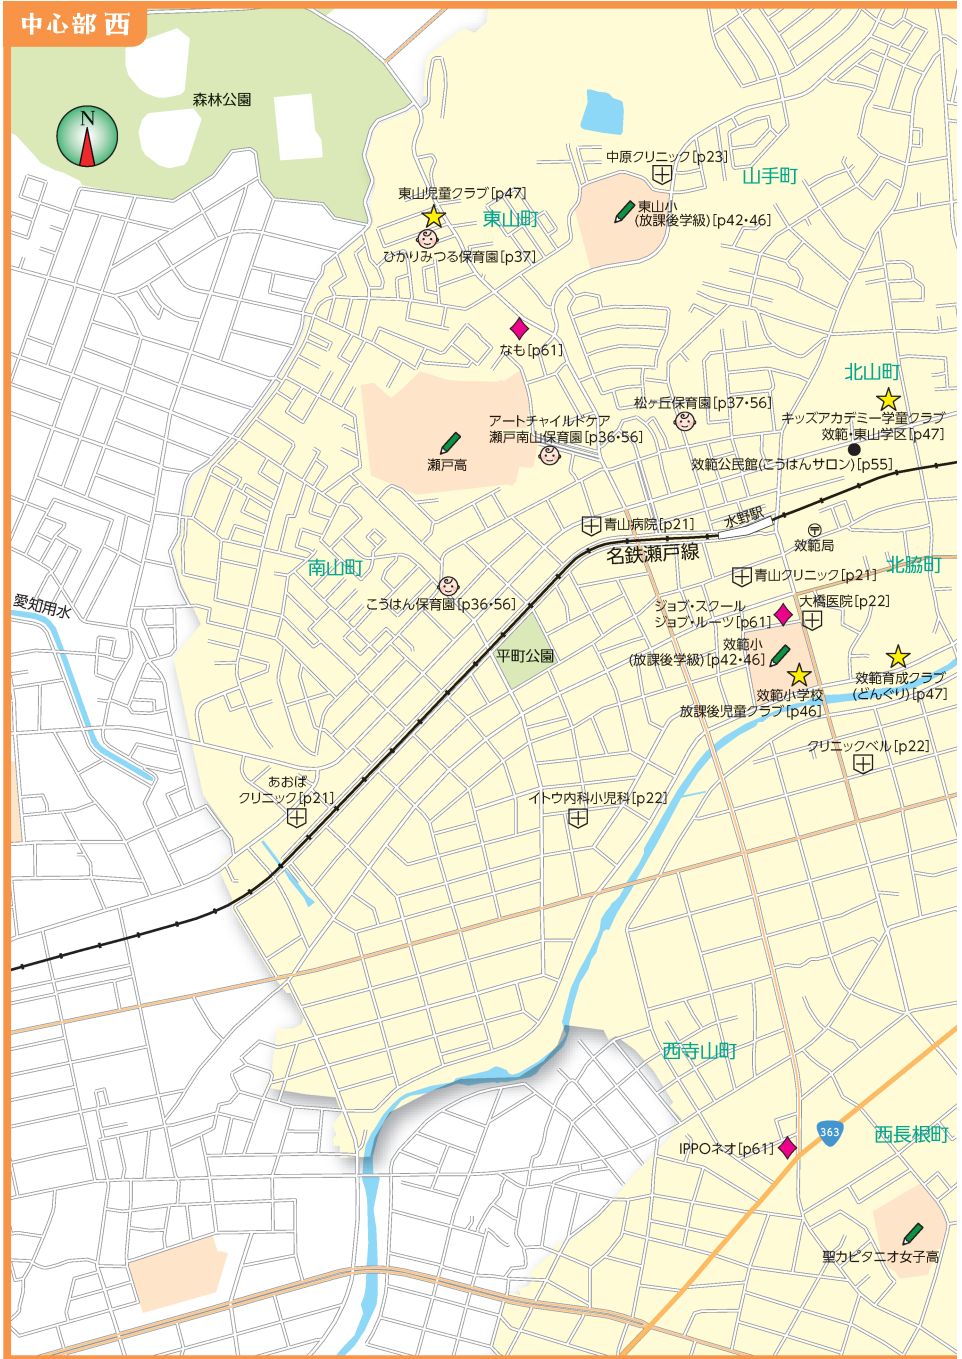 中心部 西
森林公園
N
中原クリニック[p23]
山手町
東山児童クラブ[p47]
東山町
東山小
(放課後学級)[p42・46]
ひかりみつる保育園[p37]
なも[p61]
北山町
松ヶ丘保育園[p37・56]
アートチャイルドケア
瀬戸南山保育園[p36・56]
キッズアカデミー学童クラブ
效範・東山学区[p47]
瀬戸高
效範公民館(こうはんサロン)[p55]
青山病院[p21]
水野駅
名鉄瀬戸線
效範局
南山町
北脇町
青山クリニック[p21]
こうはん保育園[p36・56]
愛知用水
大橋医院[p22]
ジョブ・スクール
ジョブ・ルーツ[p61]
平町公園
效範小
(放課後学級)[p42・46]
效範育成クラブ
(どんぐり)[p47]
效範小学校
放課後児童クラブ[p46]
クリニックベル[p22]
あおぱ
クリニック[p21]
イトウ内科小児科[p22]
西寺山町
363
西長根町
IPPOネオ[p61]
聖カピタニオ女子高